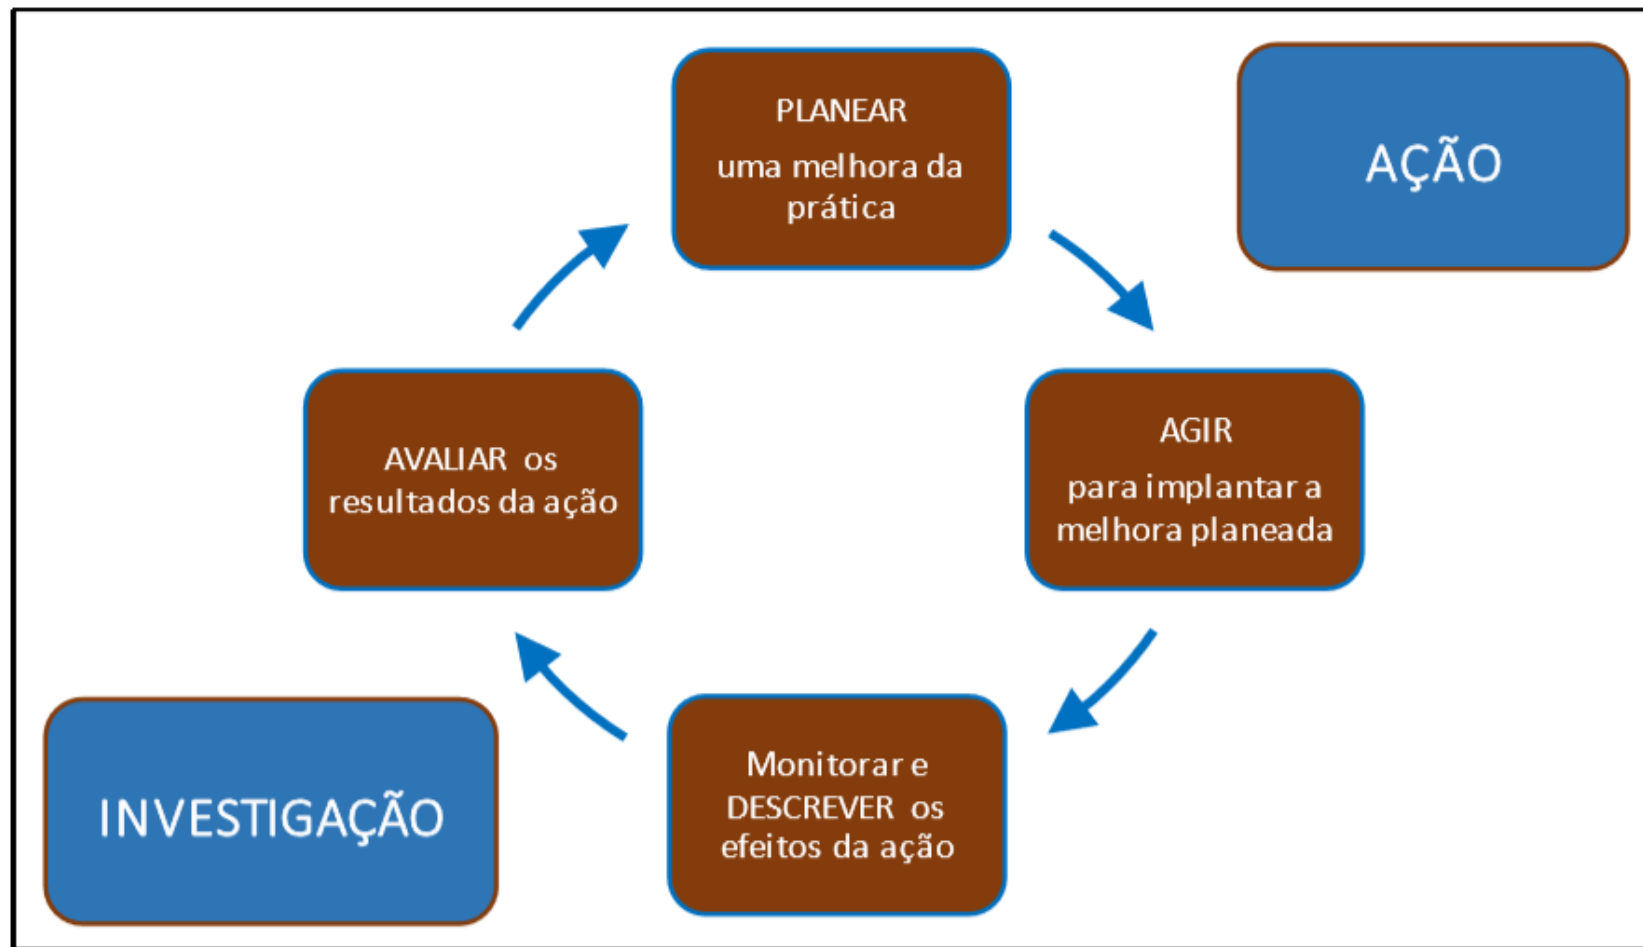 PLANEAR
uma melhora da
prática
AÇÃO
AGIR
para implantar a
melhora planeada
AVALIAR os
resultados da ação
Monitorar e
DESCREVER os
efeitos da ação
INVESTIGAÇÃO